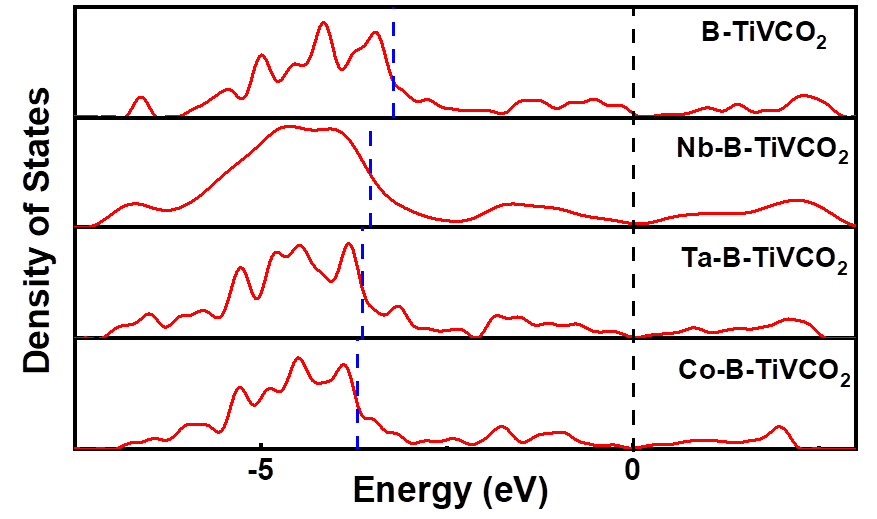 Density of States
B-TiVCO₂
Nb-B-TiVCO₂
Ta-B-TiVCO₂
Co-B-TiVCO₂
-5 0
Energy (eV)